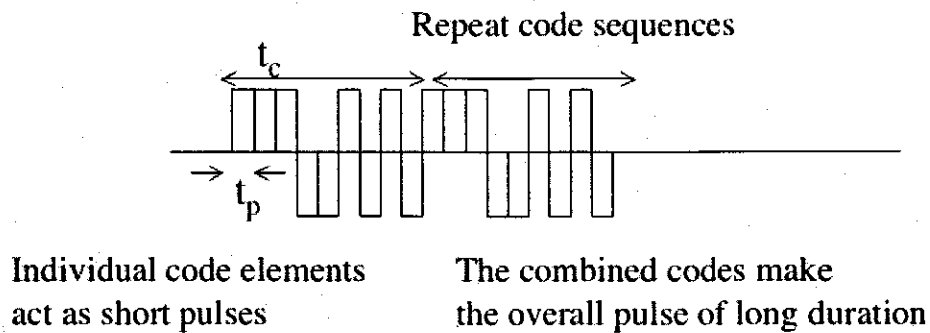 Repeat code sequences
t_c
t_p
Individual code elements
act as short pulses
The combined codes make
the overall pulse of long duration